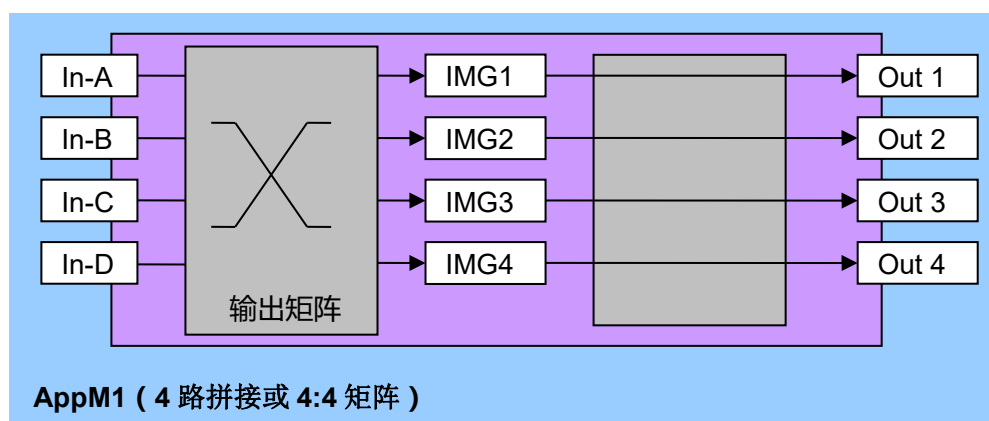 In-A IMG1 Out 1
In-B IMG2 Out 2
In-C IMG3 Out 3
In-D IMG4 Out 4
输出矩阵
AppM1（4 路拼接或 4:4 矩阵）